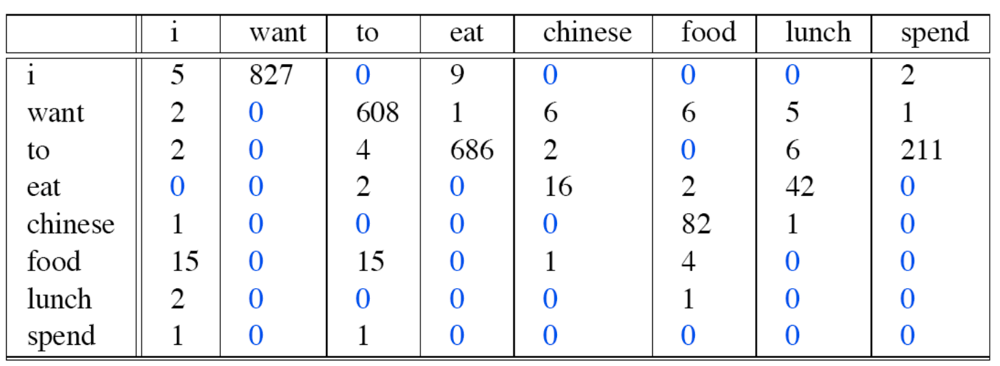 i want to eat chinese food lunch spend
i 5 827 0 9 0 0 0 2
want 2 0 608 1 6 6 5 1
to 2 0 4 686 2 0 6 211
eat 0 0 2 0 16 2 42 0
chinese 1 0 0 0 0 82 1 0
food 15 0 15 0 1 4 0 0
lunch 2 0 0 0 0 1 0 0
spend 1 0 1 0 0 0 0 0